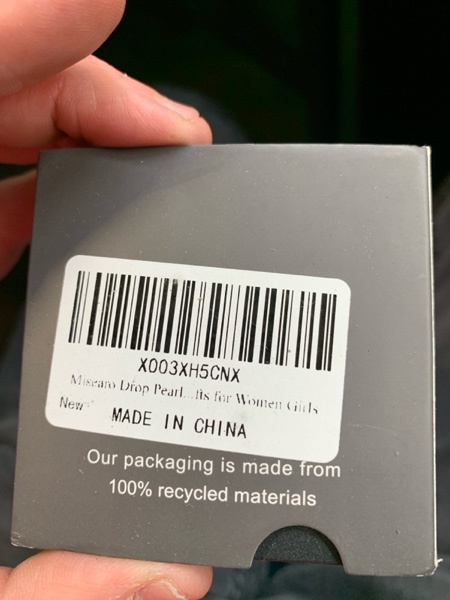 X003XH5CNX
Misearo Drop Pearl...fts for Women Girls
New
MADE IN CHINA
Our packaging is made from
100% recycled materials